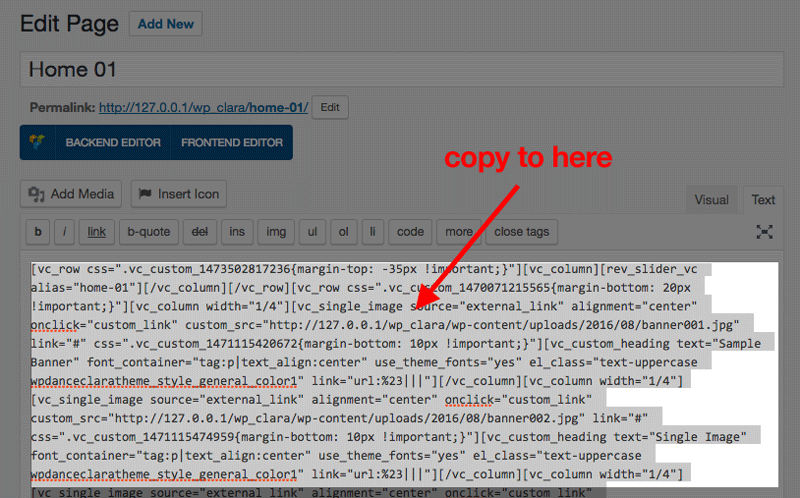 Edit Page Add New
Home 01
Permalink: http://127.0.0.1/wp_clara/home-01/ Edit
BACKEND EDITOR FRONTEND EDITOR
copy to here
Add Media Insert Icon Visual Text
b i link b-quote del ins img ul ol li code more close tags
[vc_row css=".vc_custom_1473502817236{margin-top: -35px !important;}"][vc_column][rev_slider_vc
alias="home-01"][/vc_column][/vc_row][vc_row css=".vc_custom_1470071215565{margin-bottom: 20px
!important;}"][vc_column width="1/4"][vc_single_image source="external_link" alignment="center"
onclick="custom_link" custom_src="http://127.0.0.1/wp_clara/wp-content/uploads/2016/08/banner001.jpg"
link="#" css=".vc_custom_1471115420672{margin-bottom: 10px !important;}"][vc_custom_heading text="Sample
Banner" font_container="tag:p|text_align:center" use_theme_fonts="yes" el_class="text-uppercase
wpdanceclaratheme_style_general_color1" link="url:%23|||"][/vc_column][vc_column width="1/4"]
[vc_single_image source="external_link" alignment="center" onclick="custom_link"
custom_src="http://127.0.0.1/wp_clara/wp-content/uploads/2016/08/banner002.jpg" link="#"
css=".vc_custom_1471115474959{margin-bottom: 10px !important;}"][vc_custom_heading text="Single Image"
font_container="tag:p|text_align:center" use_theme_fonts="yes" el_class="text-uppercase
wpdanceclaratheme_style_general_color1" link="url:%23|||"][/vc_column][vc_column width="1/4"]
[vc_single_image source="external_link" alignment="center" onclick="custom_link"